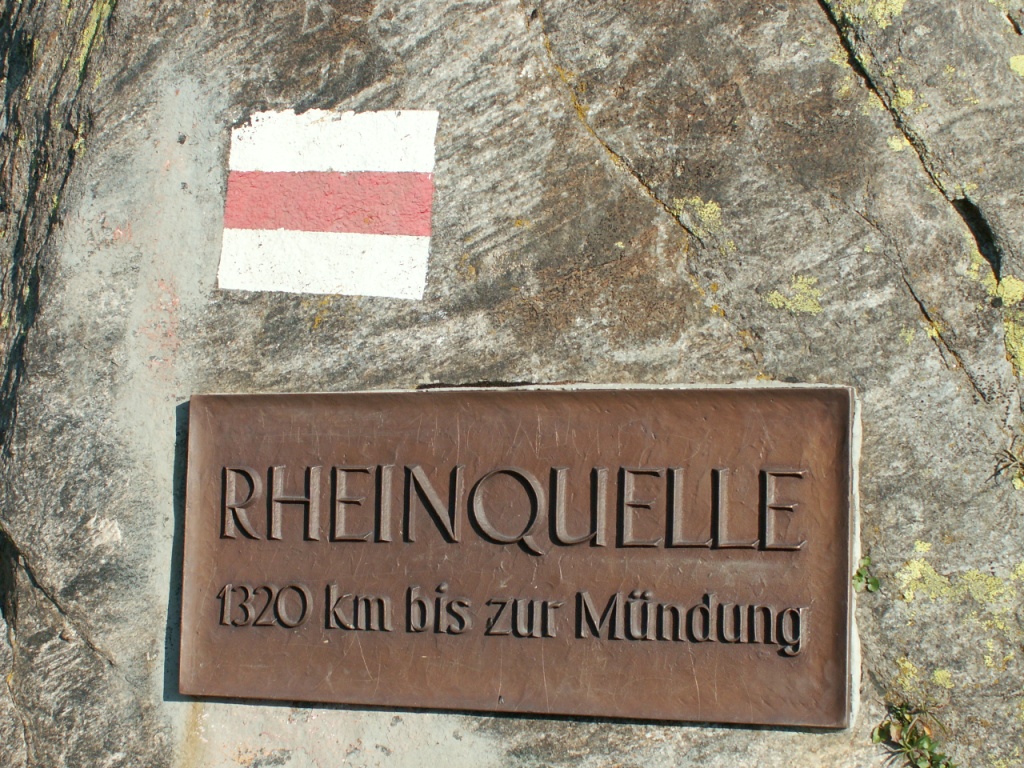 RHEINQUELLE
1320 km bis zur Mündung